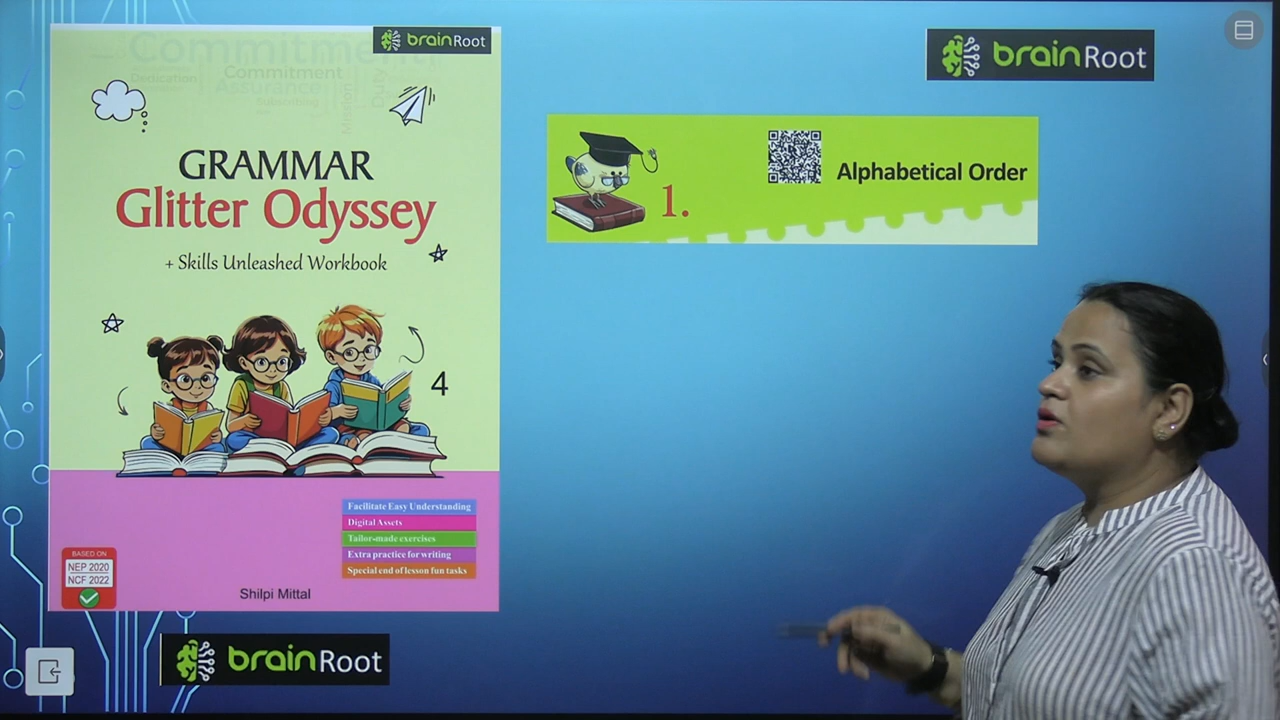 Commitment
brainRoot
Dedication
Commitment
Assurance
Subscribing
Mission
Duty
GRAMMAR
Glitter Odyssey
+ Skills Unleashed Workbook
4
Facilitate Easy Understanding
Digital Assets
Tailor-made exercises
Extra practice for writing
Special end of lesson fun tasks
BASED ON
NEP 2020
NCF 2022
Shilpi Mittal
brainRoot
brainRoot
1.
Alphabetical Order